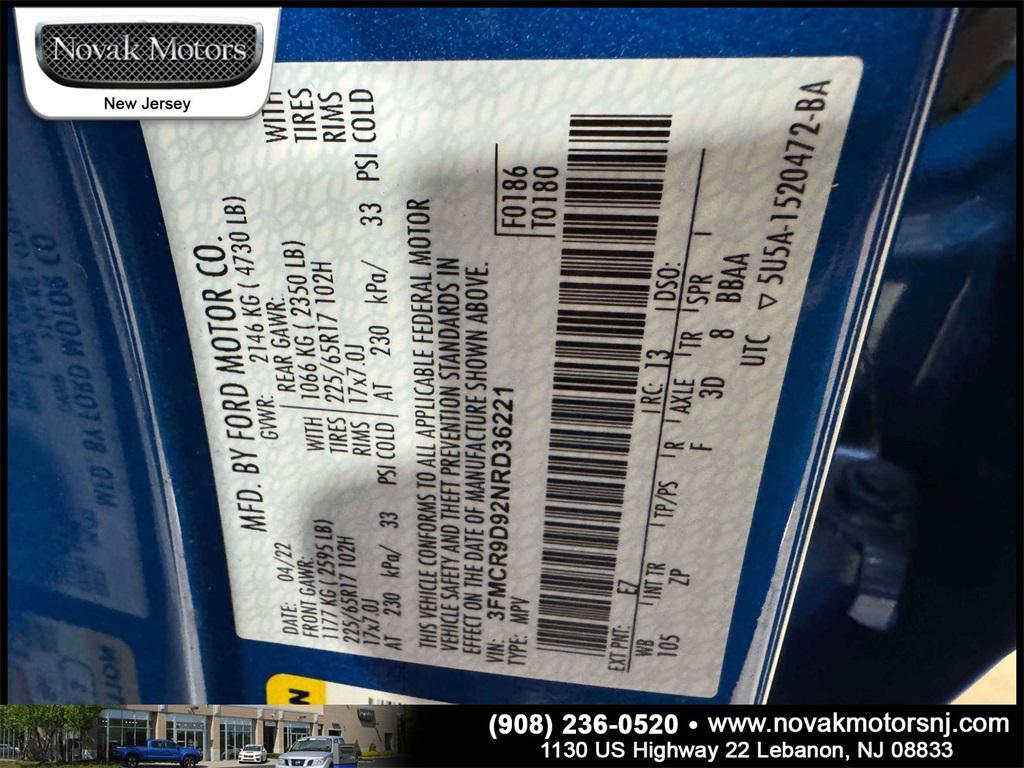 Novak Motors
New Jersey
MFD. BY FORD MOTOR CO.
DATE: 04/22
GVWR: 2146 KG ( 4730 LB)
FRONT GAWR:
REAR GAWR:
1177 KG ( 2595 LB)
WITH
1066 KG ( 2350 LB)
WITH
225/65R17 102H
TIRES
225/65R17 102H
TIRES
17x7.0J
RIMS
17x7.0J
RIMS
AT 230 kPa/ 33 PSI COLD
AT 230 kPa/ 33 PSI COLD
THIS VEHICLE CONFORMS TO ALL APPLICABLE FEDERAL MOTOR
VEHICLE SAFETY AND THEFT PREVENTION STANDARDS IN
EFFECT ON THE DATE OF MANUFACTURE SHOWN ABOVE.
VIN: 3FMCR9D92NRD36221
TYPE: MPV
F0186
T0180
EXT PNT: EZ
RC: 13
DSO:
WB
INT TR
TP/PS
R
AXLE
TR
SPR
105
ZP
F
3D
8
BBAA
UTC ▽ 5U5A-1520472-BA
(908) 236-0520 • www.novakmotorsnj.com
1130 US Highway 22 Lebanon, NJ 08833